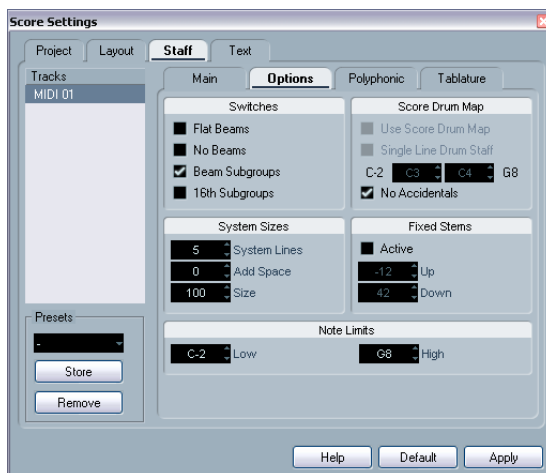 Score Settings
Project Layout Staff Text
Tracks
MIDI 01
Main Options Polyphonic Tablature
Switches
Flat Beams
No Beams
Beam Subgroups
16th Subgroups
Score Drum Map
Use Score Drum Map
Single Line Drum Staff
C-2 C3 C4 G8
No Accidentals
System Sizes
5 System Lines
0 Add Space
100 Size
Fixed Stems
Active
-12 Up
42 Down
Presets
-
Store
Remove
Note Limits
C-2 Low G8 High
Help Default Apply